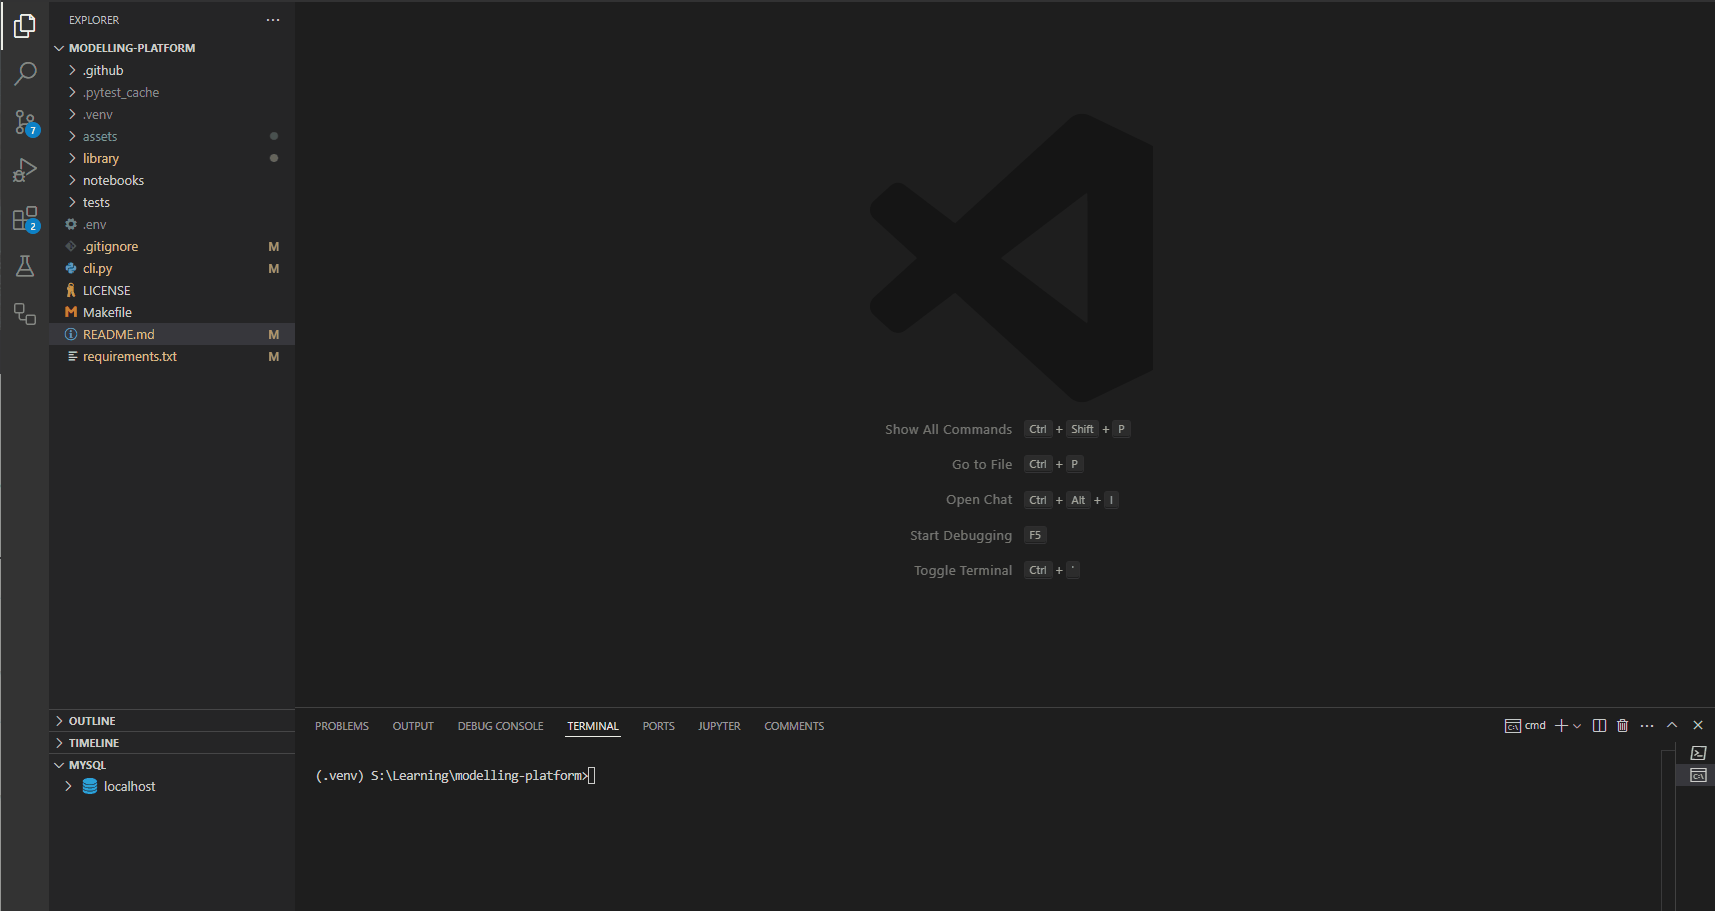 EXPLORER
MODELLING-PLATFORM
.github
.pytest_cache
.venv
assets
library
notebooks
tests
.env
.gitignore M
cli.py M
LICENSE
Makefile
README.md M
requirements.txt M
7
2
OUTLINE
TIMELINE
MYSQL
localhost
Show All Commands Ctrl + Shift + P
Go to File Ctrl + P
Open Chat Ctrl + Alt + I
Start Debugging F5
Toggle Terminal Ctrl + '
PROBLEMS OUTPUT DEBUG CONSOLE TERMINAL PORTS JUPYTER COMMENTS
cmd
(.venv) S:\Learning\modelling-platform>